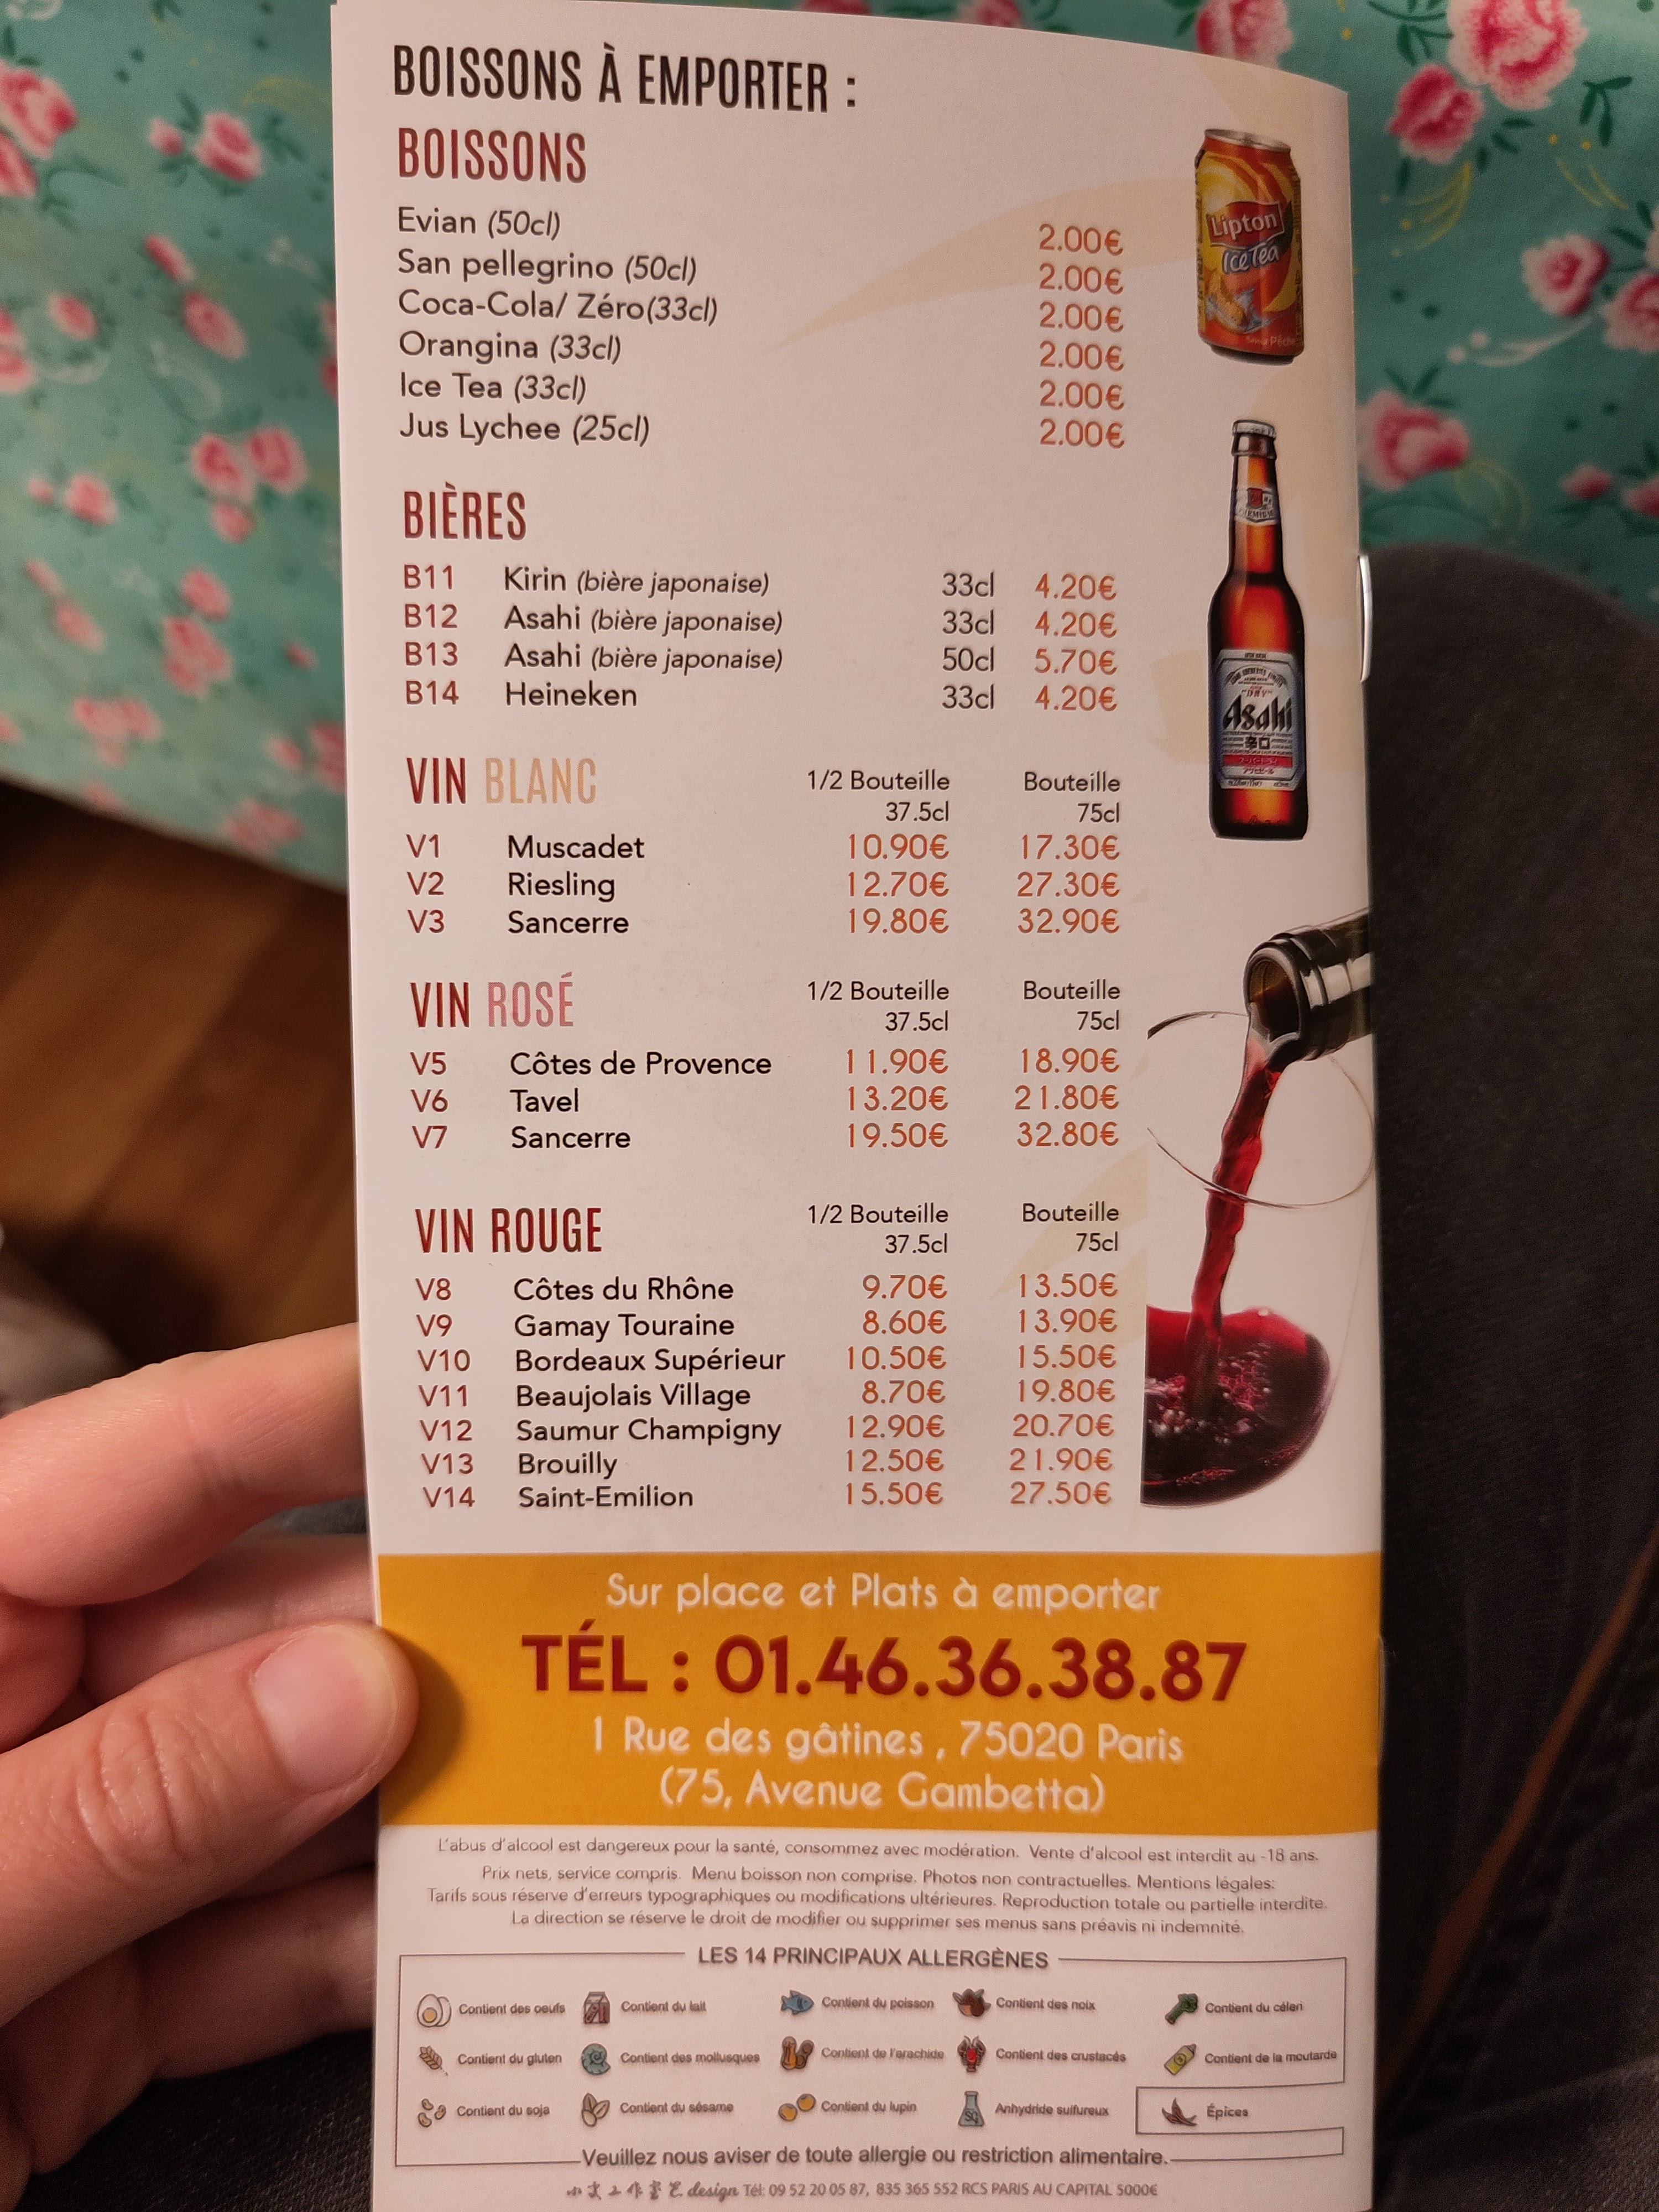 BOISSONS À EMPORTER :
BOISSONS
Evian (50cl) 2.00€
San pellegrino (50cl) 2.00€
Coca-Cola/ Zéro(33cl) 2.00€
Orangina (33cl) 2.00€
Ice Tea (33cl) 2.00€
Jus Lychee (25cl) 2.00€
Lipton
Ice Tea
BIÈRES
B11 Kirin (bière japonaise) 33cl 4.20€
B12 Asahi (bière japonaise) 33cl 4.20€
B13 Asahi (bière japonaise) 50cl 5.70€
B14 Heineken 33cl 4.20€
Asahi
辛口
VIN BLANC 1/2 Bouteille Bouteille
37.5cl 75cl
V1 Muscadet 10.90€ 17.30€
V2 Riesling 12.70€ 27.30€
V3 Sancerre 19.80€ 32.90€
VIN ROSÉ 1/2 Bouteille Bouteille
37.5cl 75cl
V5 Côtes de Provence 11.90€ 18.90€
V6 Tavel 13.20€ 21.80€
V7 Sancerre 19.50€ 32.80€
VIN ROUGE 1/2 Bouteille Bouteille
37.5cl 75cl
V8 Côtes du Rhône 9.70€ 13.50€
V9 Gamay Touraine 8.60€ 13.90€
V10 Bordeaux Supérieur 10.50€ 15.50€
V11 Beaujolais Village 8.70€ 19.80€
V12 Saumur Champigny 12.90€ 20.70€
V13 Brouilly 12.50€ 21.90€
V14 Saint-Emilion 15.50€ 27.50€
Sur place et Plats à emporter
TÉL : 01.46.36.38.87
1 Rue des gâtines , 75020 Paris
(75, Avenue Gambetta)
L'abus d'alcool est dangereux pour la santé, consommez avec modération. Vente d'alcool est interdit au -18 ans.
Prix nets, service compris. Menu boisson non comprise. Photos non contractuelles. Mentions légales:
Tarifs sous réserve d'erreurs typographiques ou modifications ultérieures. Reproduction totale ou partielle interdite.
La direction se réserve le droit de modifier ou supprimer ses menus sans préavis ni indemnité.
LES 14 PRINCIPAUX ALLERGÈNES
Contient des oeufs Contient du lait Contient du poisson Contient des noix Contient du céleri
Contient du gluten Contient des mollusques Contient de l'arachide Contient des crustacés Contient de la moutarde
Contient du soja Contient du sésame Contient du lupin Anhydride sulfureux Épices
Veuillez nous aviser de toute allergie ou restriction alimentaire.
design Tél: 09 52 20 05 87, 835 365 552 RCS PARIS AU CAPITAL 5000€